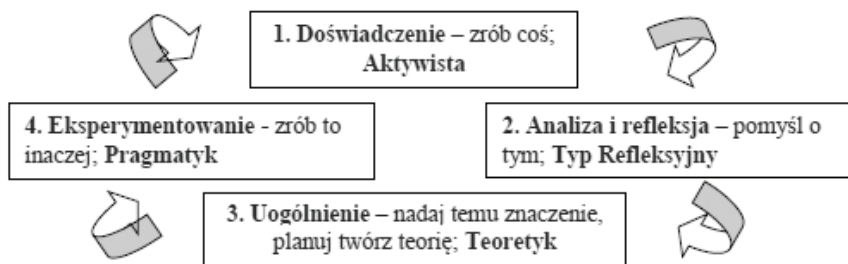 1. Doświadczenie – zrób coś;
Aktywista
2. Analiza i refleksja – pomyśl o
tym; Typ Refleksyjny
3. Uogólnienie – nadaj temu znaczenie,
planuj twórz teorię; Teoretyk
4. Eksperymentowanie - zrób to
inaczej; Pragmatyk